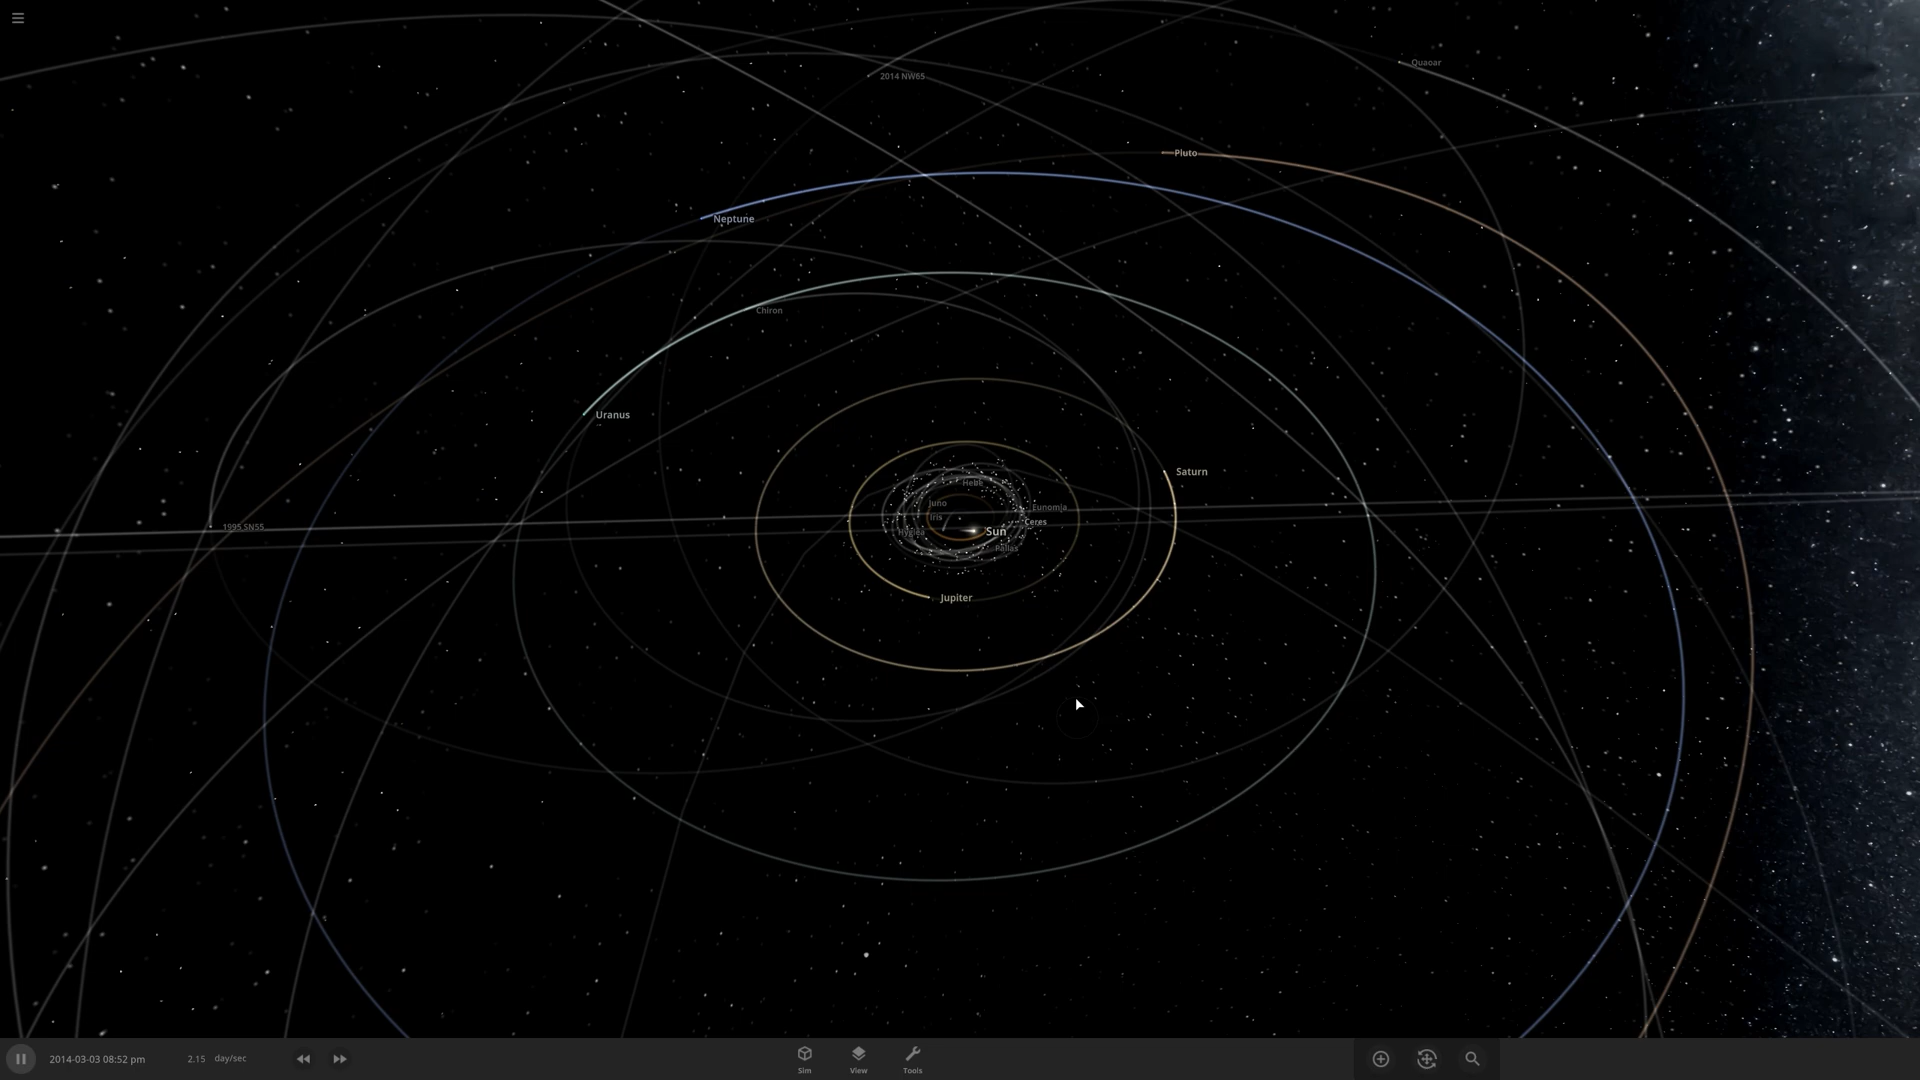 Quaoar
2014 NW65
Pluto
Neptune
Chiron
Uranus
Saturn
Hebe
Juno
Eunomia
Iris
Ceres
1995 SN55
Hygiea
Sun
Pallas
Jupiter
2014-03-03 08:52 pm
2.15 day/sec
Sim
View
Tools